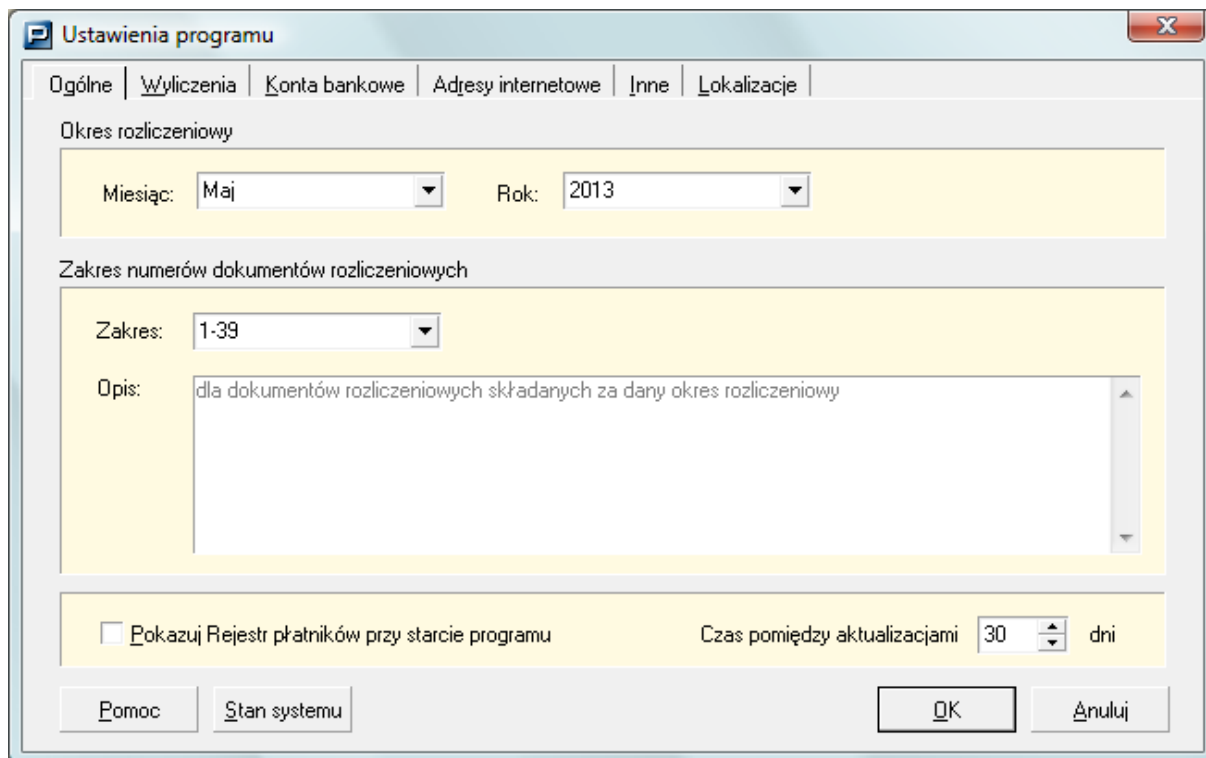 Ustawienia programu
Ogólne Wyliczenia Konta bankowe Adresy internetowe Inne Lokalizacje
Okres rozliczeniowy
Miesiąc: Maj Rok: 2013
Zakres numerów dokumentów rozliczeniowych
Zakres: 1-39
Opis: dla dokumentów rozliczeniowych składanych za dany okres rozliczeniowy
Pokazuj Rejestr płatników przy starcie programu Czas pomiędzy aktualizacjami 30 dni
Pomoc Stan systemu OK Anuluj